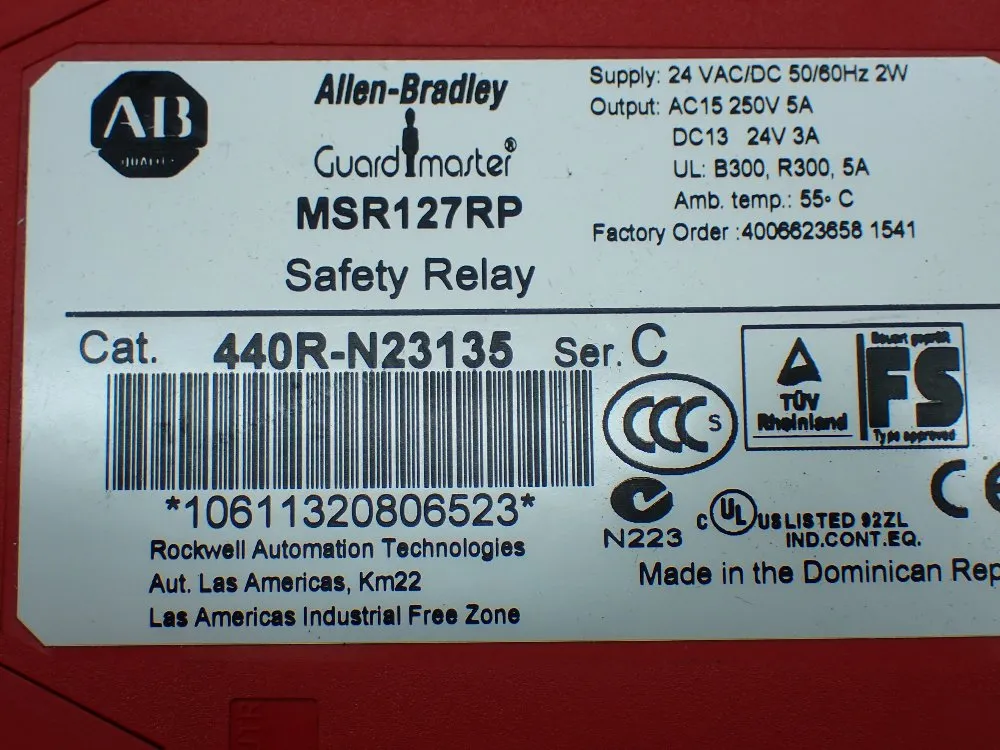 AB
QUALITY
Allen-Bradley
Guardmaster®
MSR127RP
Safety Relay
Supply: 24 VAC/DC 50/60Hz 2W
Output: AC15 250V 5A
DC13 24V 3A
UL: B300, R300, 5A
Amb. temp.: 55° C
Factory Order :4006623658 1541
Cat. 440R-N23135 Ser. C
*10611320806523*
Rockwell Automation Technologies
Aut. Las Americas, Km22
Las Americas Industrial Free Zone
CCC S
TÜV
Rheinland
Bauart geprüft
FS
Type approved
CE
N223
C UL US LISTED 92ZL
IND.CONT.EQ.
Made in the Dominican Rep